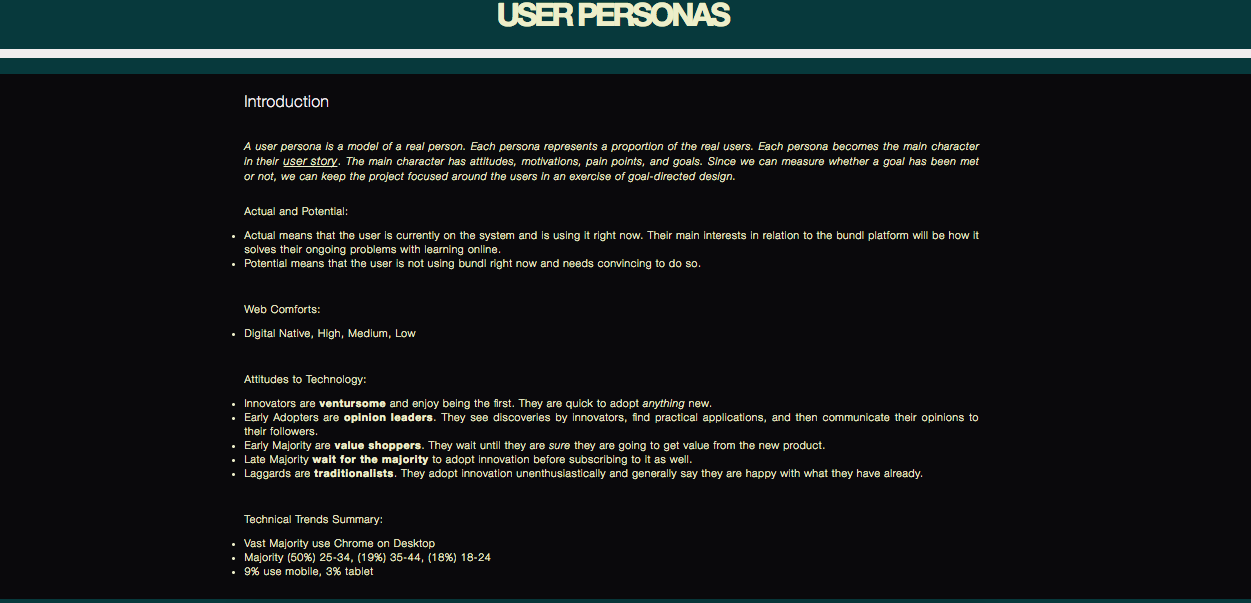 USER PERSONAS
Introduction
A user persona is a model of a real person. Each persona represents a proportion of the real users. Each persona becomes the main character
in their user story. The main character has attitudes, motivations, pain points, and goals. Since we can measure whether a goal has been met
or not, we can keep the project focused around the users in an exercise of goal-directed design.
Actual and Potential:
• Actual means that the user is currently on the system and is using it right now. Their main interests in relation to the bundl platform will be how it
solves their ongoing problems with learning online.
• Potential means that the user is not using bundl right now and needs convincing to do so.
Web Comforts:
• Digital Native, High, Medium, Low
Attitudes to Technology:
• Innovators are ventursome and enjoy being the first. They are quick to adopt anything new.
• Early Adopters are opinion leaders. They see discoveries by innovators, find practical applications, and then communicate their opinions to
their followers.
• Early Majority are value shoppers. They wait until they are sure they are going to get value from the new product.
• Late Majority wait for the majority to adopt innovation before subscribing to it as well.
• Laggards are traditionalists. They adopt innovation unenthusiastically and generally say they are happy with what they have already.
Technical Trends Summary:
• Vast Majority use Chrome on Desktop
• Majority (50%) 25-34, (19%) 35-44, (18%) 18-24
• 9% use mobile, 3% tablet